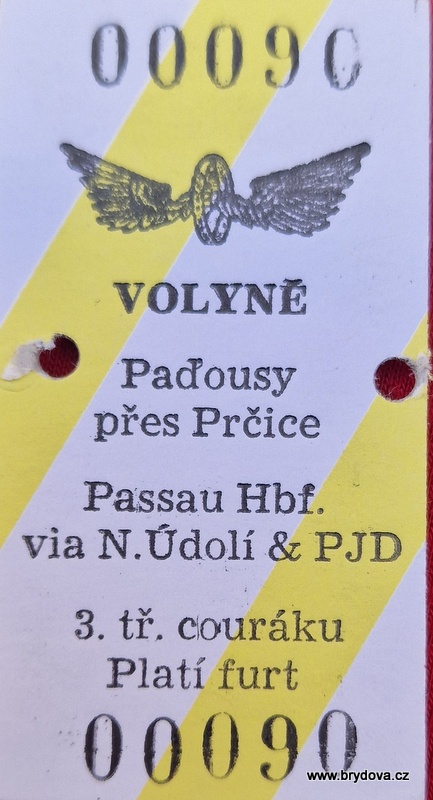 00090
VOLYNĚ
Paďousy
přes Prčice
Passau Hbf.
via N.Údolí & PJD
3. tř. couráku
Platí furt
00090
www.brydova.cz